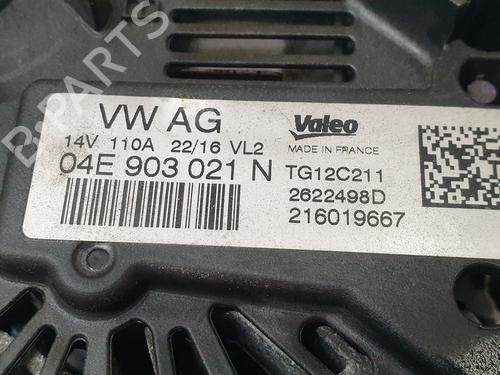 B-PARTS
VW AG
14V 110A 22/16 VL2
04E 903 021 N
Valeo
MADE IN FRANCE
TG12C211
2622498D
216019667